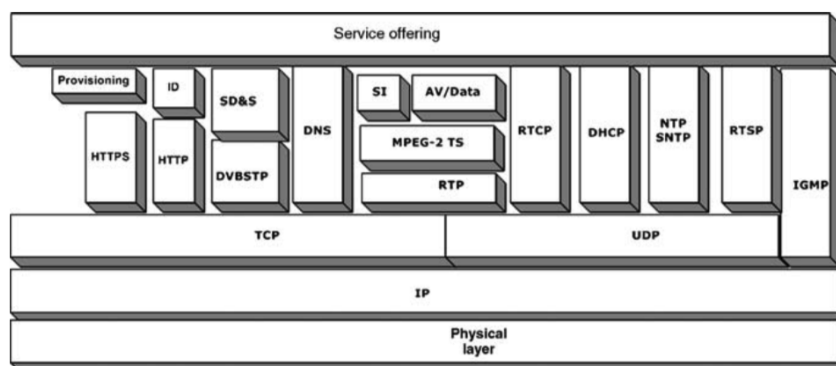 Service offering
Provisioning
ID
SD&S
DNS
SI
AV/Data
RTCP
DHCP
NTP
SNTP
RTSP
IGMP
HTTPS
HTTP
DVBSTP
MPEG-2 TS
RTP
TCP
UDP
IP
Physical
layer